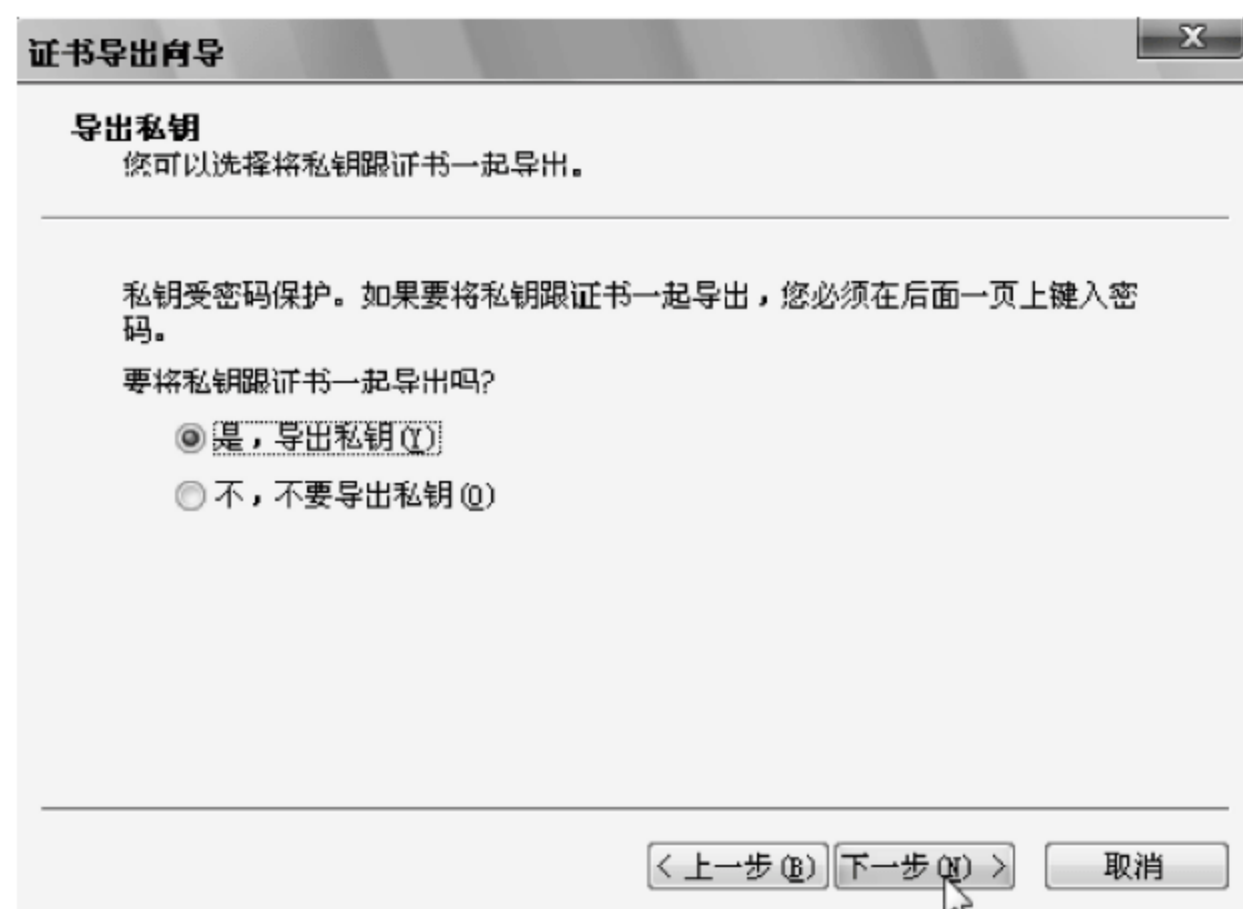 证书导出向导
X
导出私钥
您可以选择将私钥跟证书一起导出。
私钥受密码保护。如果要将私钥跟证书一起导出，您必须在后面一页上键入密
码。
要将私钥跟证书一起导出吗?
是，导出私钥(Y)
不，不要导出私钥(O)
< 上一步(B) 下一步(N) > 取消